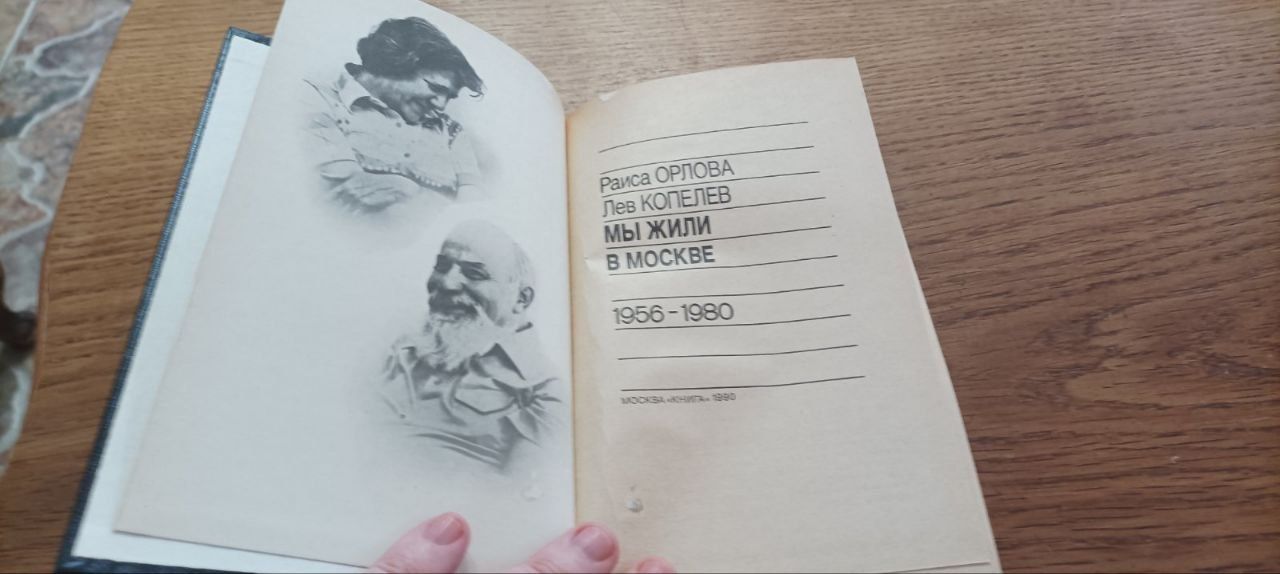 Раиса ОРЛОВА
Лев КОПЕЛЕВ
МЫ ЖИЛИ
В МОСКВЕ
1956-1980
МОСКВА «КНИГА» 1990